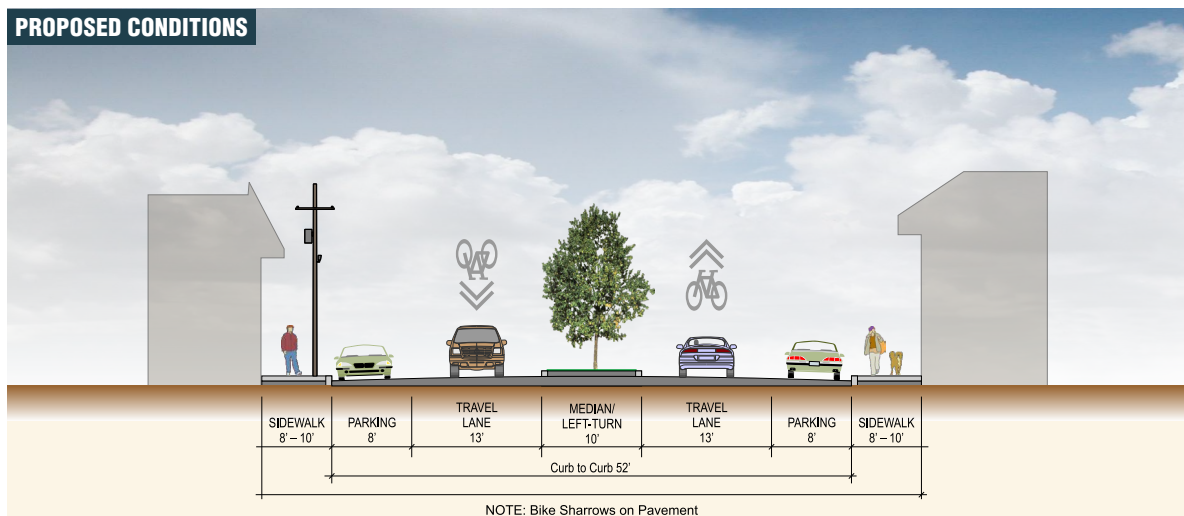 PROPOSED CONDITIONS
SIDEWALK
8' – 10'
PARKING
8'
TRAVEL
LANE
13'
MEDIAN/
LEFT-TURN
10'
TRAVEL
LANE
13'
PARKING
8'
SIDEWALK
8' – 10'
Curb to Curb 52'
NOTE: Bike Sharrows on Pavement